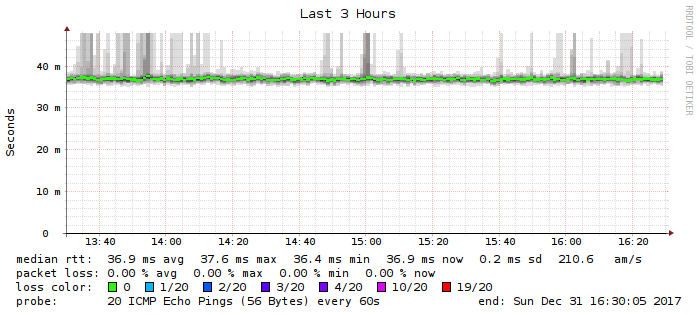 Last 3 Hours
RRDTOOL / TOBI OETIKER
Seconds
40 m
30 m
20 m
10 m
0
13:40 14:00 14:20 14:40 15:00 15:20 15:40 16:00 16:20
median rtt: 36.9 ms avg 37.6 ms max 36.4 ms min 36.9 ms now 0.2 ms sd 210.6 am/s
packet loss: 0.00 % avg 0.00 % max 0.00 % min 0.00 % now
loss color: 0 1/20 2/20 3/20 4/20 10/20 19/20
probe: 20 ICMP Echo Pings (56 Bytes) every 60s end: Sun Dec 31 16:30:05 2017